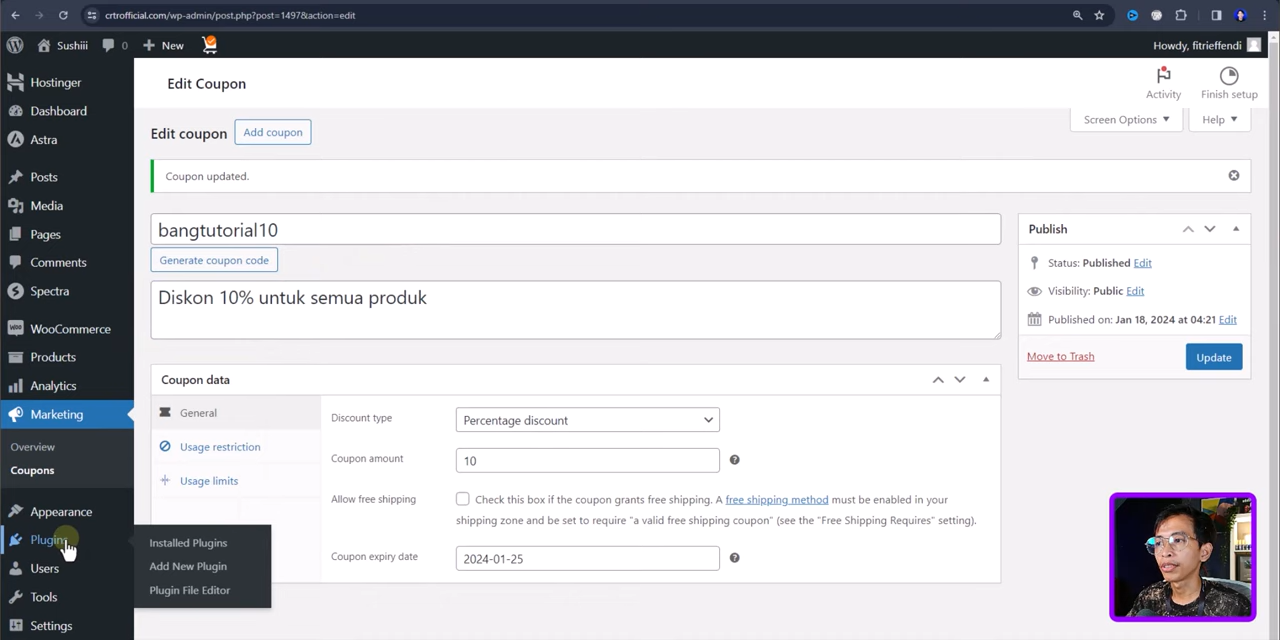 crtrofficial.com/wp-admin/post.php?post=1497&action=edit
Sushiii
0
New
Howdy, fitrieffendi
Hostinger
Dashboard
Astra
Posts
Media
Pages
Comments
Spectra
WooCommerce
Products
Analytics
Marketing
Overview
Coupons
Appearance
Plugins
Users
Tools
Settings
Installed Plugins
Add New Plugin
Plugin File Editor
Edit Coupon
Activity
Finish setup
Screen Options
Help
Edit coupon
Add coupon
Coupon updated.
bangtutorial10
Generate coupon code
Diskon 10% untuk semua produk
Coupon data
General
Usage restriction
Usage limits
Discount type
Percentage discount
Coupon amount
10
Allow free shipping
Check this box if the coupon grants free shipping. A free shipping method must be enabled in your
shipping zone and be set to require "a valid free shipping coupon" (see the "Free Shipping Requires" setting).
Coupon expiry date
2024-01-25
Publish
Status: Published Edit
Visibility: Public Edit
Published on: Jan 18, 2024 at 04:21 Edit
Move to Trash
Update